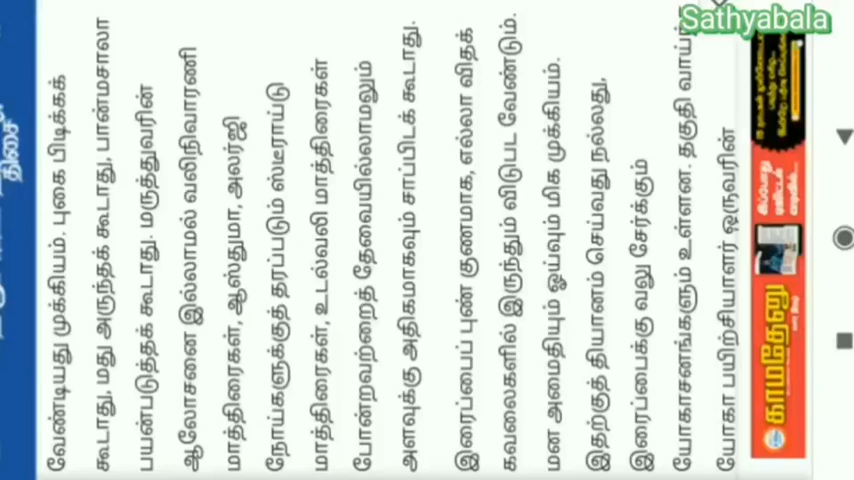 Sathyabala
திசை
வேண்டியது முக்கியம். புகை பிடிக்கக்
கூடாது, மது அருந்தக் கூடாது, பான்மசாலா
பயன்படுத்தக் கூடாது. மருத்துவரின்
ஆலோசனை இல்லாமல் வலிநிவாரணி
மாத்திரைகள், ஆஸ்துமா, அலர்ஜி
நோய்களுக்குத் தரப்படும் ஸ்டீராய்டு
மாத்திரைகள், உடல்வலி மாத்திரைகள்
போன்றவற்றைத் தேவையில்லாமலும்
அளவுக்கு அதிகமாகவும் சாப்பிடக் கூடாது.
இரைப்பைப் புண் குணமாக, எல்லா விதக்
கவலைகளில் இருந்தும் விடுபட வேண்டும்.
மன அமைதியும் ஓய்வும் மிக முக்கியம்.
இதற்குத் தியானம் செய்வது நல்லது.
இரைப்பைக்கு வலு சேர்க்கும்
யோகாசனங்களும் உள்ளன. தகுதி
யோகா பயிற்சியாளர் ஒருவரின்
காமதேனு